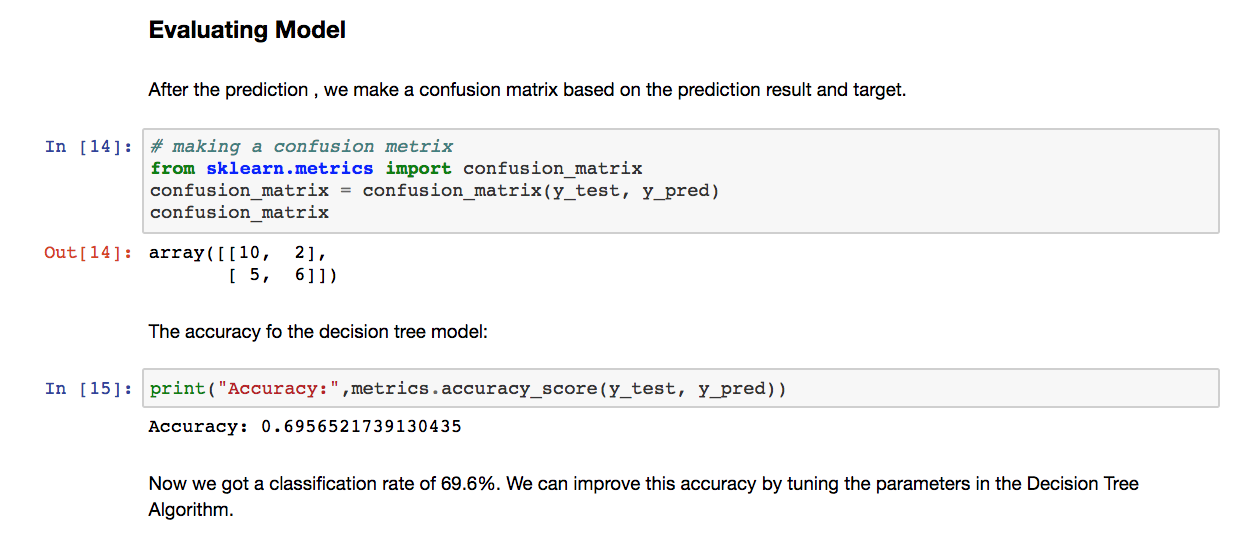 Evaluating Model
After the prediction , we make a confusion matrix based on the prediction result and target.
In [14]: # making a confusion metrix
from sklearn.metrics import confusion_matrix
confusion_matrix = confusion_matrix(y_test, y_pred)
confusion_matrix
Out[14]: array([[10,  2],
       [ 5,  6]])
The accuracy fo the decision tree model:
In [15]: print("Accuracy:",metrics.accuracy_score(y_test, y_pred))
Accuracy: 0.6956521739130435
Now we got a classification rate of 69.6%. We can improve this accuracy by tuning the parameters in the Decision Tree
Algorithm.